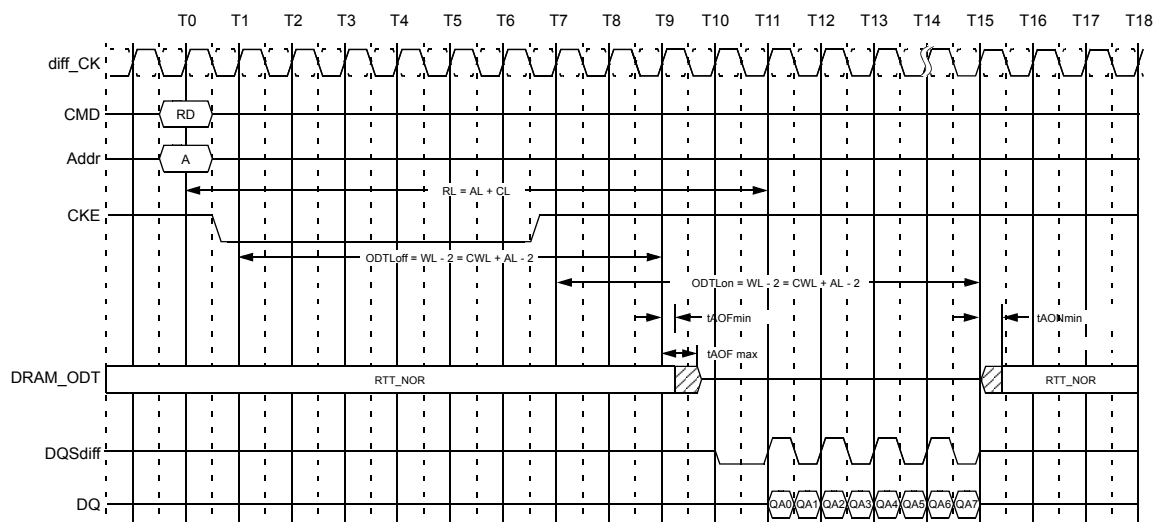 T0 T1 T2 T3 T4 T5 T6 T7 T8 T9 T10 T11 T12 T13 T14 T15 T16 T17 T18
diff_CK
CMD RD
Addr A
RL = AL + CL
CKE
ODTLoff = WL - 2 = CWL + AL - 2
ODTLon = WL - 2 = CWL + AL - 2
tAOFmin tAONmin
tAOF max
DRAM_ODT RTT_NOR RTT_NOR
DQSdiff
DQ QA0 QA1 QA2 QA3 QA4 QA5 QA6 QA7